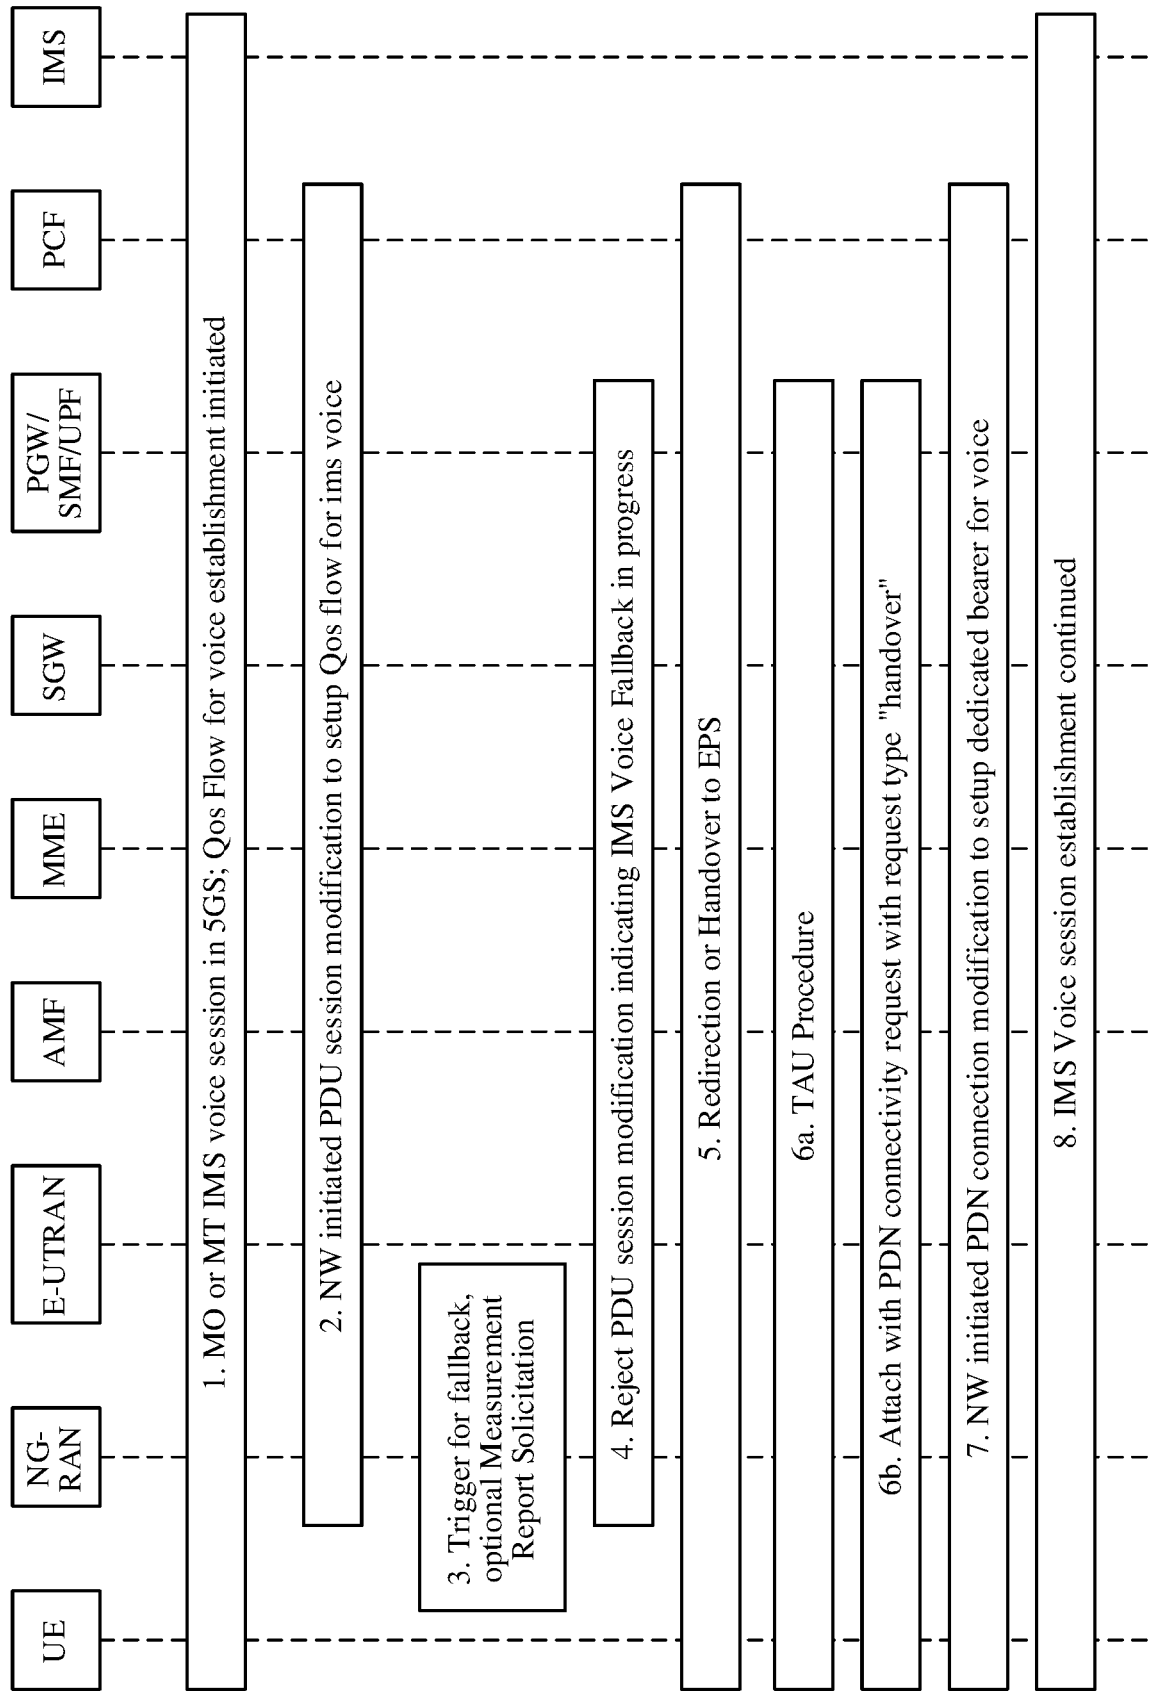 UE
NG-
RAN
E-UTRAN
AMF
MME
SGW
PGW/
SMF/UPF
PCF
IMS
1. MO or MT IMS voice session in 5GS; Qos Flow for voice establishment initiated
2. NW initiated PDU session modification to setup Qos flow for ims voice
3. Trigger for fallback,
optional Measurement
Report Solicitation
4. Reject PDU session modification indicating IMS Voice Fallback in progress
5. Redirection or Handover to EPS
6a. TAU Procedure
6b. Attach with PDN connectivity request with request type "handover"
7. NW initiated PDN connection modification to setup dedicated bearer for voice
8. IMS Voice session establishment continued